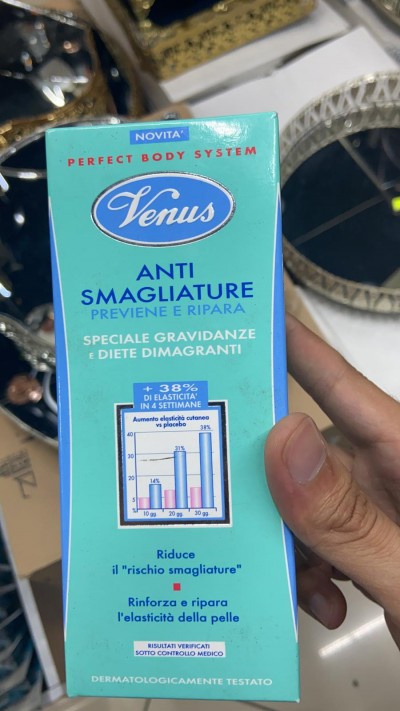 NOVITA'
PERFECT BODY SYSTEM
Venus
ANTI
SMAGLIATURE
PREVIENE E RIPARA
SPECIALE GRAVIDANZE
E DIETE DIMAGRANTI
+ 38%
DI ELASTICITA'
IN 4 SETTIMANE
Aumento elasticità cutanea
vs placebo
40
30
20
5
%
14%
31%
38%
10 gg 20 gg 30 gg
Riduce
il "rischio smagliature"
Rinforza e ripara
l'elasticità della pelle
RISULTATI VERIFICATI
SOTTO CONTROLLO MEDICO
DERMATOLOGICAMENTE TESTATO